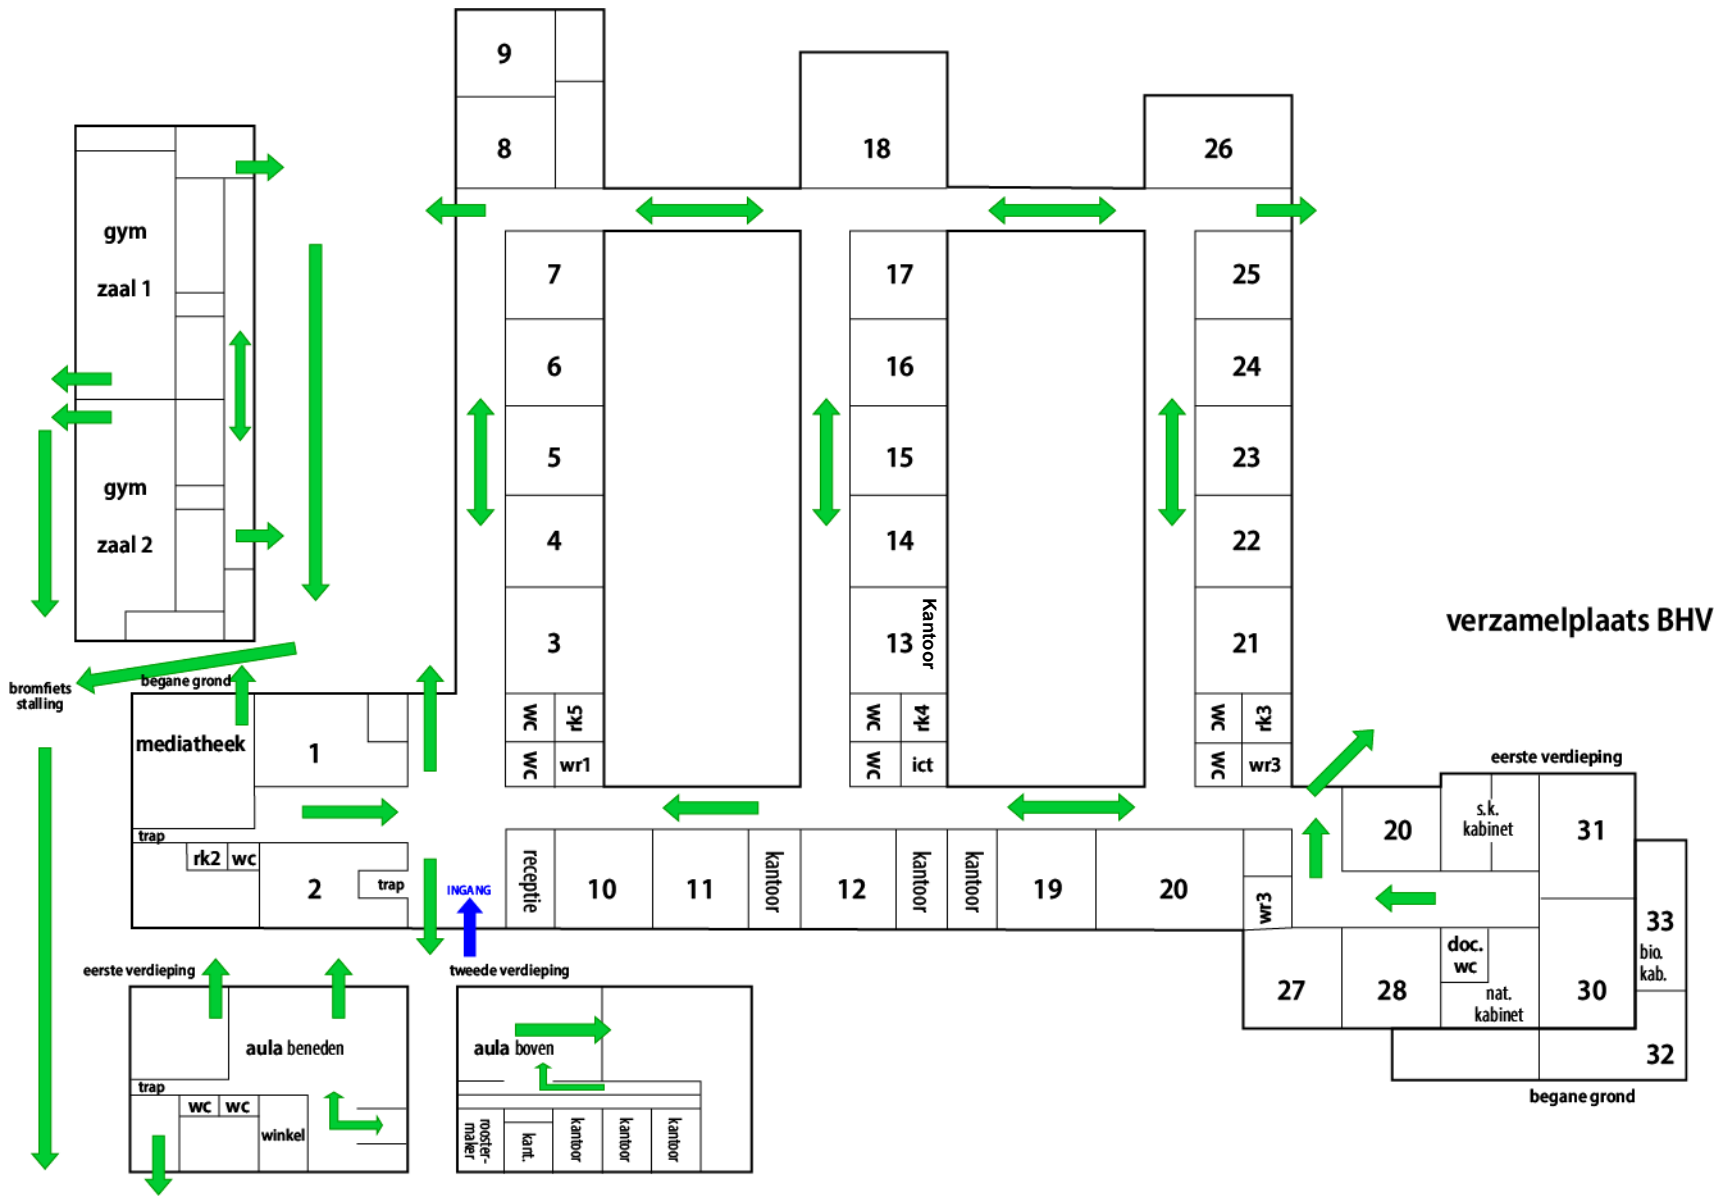 9
8
18
26
gym
zaal 1
7
17
25
6
16
24
5
15
23
gym
zaal 2
4
14
22
3
13
Kantoor
21
verzamelplaats BHV
bromfiets
stalling
begane grond
mediatheek
1
wc
rk5
wc
wr1
wc
rk4
wc
ict
wc
rk3
wc
wr3
trap
rk2
wc
2
trap
INGANG
receptie
10
11
kantoor
12
kantoor
kantoor
19
20
wr3
eerste verdieping
20
s.k.
kabinet
31
33
bio.
kab.
doc.
wc
27
28
nat.
kabinet
30
32
begane grond
eerste verdieping
aula beneden
trap
wc
wc
winkel
tweede verdieping
aula boven
rooster-
maker
kant.
kantoor
kantoor
kantoor